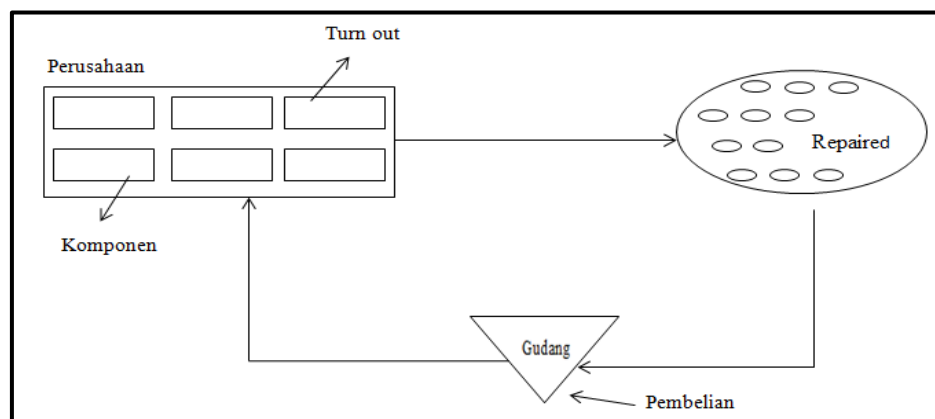 Turn out
Perusahaan
Repaired
Komponen
Gudang
Pembelian